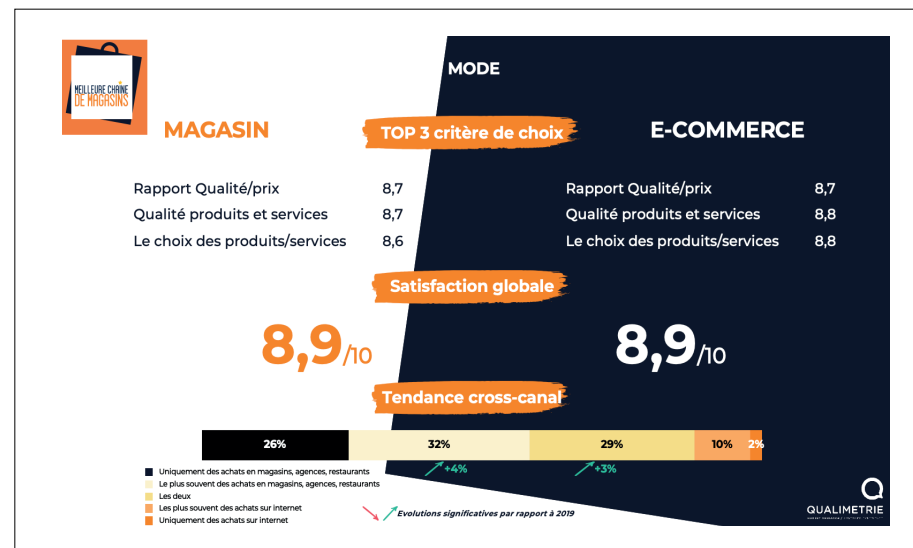 MEILLEURE CHAÎNE
DE MAGASINS
MODE
MAGASIN
TOP 3 critère de choix
E-COMMERCE
Rapport Qualité/prix 8,7
Qualité produits et services 8,7
Le choix des produits/services 8,6
Rapport Qualité/prix 8,7
Qualité produits et services 8,8
Le choix des produits/services 8,8
Satisfaction globale
8,9/10
8,9/10
Tendance cross-canal
26% 32% 29% 10% 2%
+4% +3%
Uniquement des achats en magasins, agences, restaurants
Le plus souvent des achats en magasins, agences, restaurants
Les deux
Les plus souvent des achats sur internet
Uniquement des achats sur internet
Evolutions significatives par rapport à 2019
QUALIMETRIE